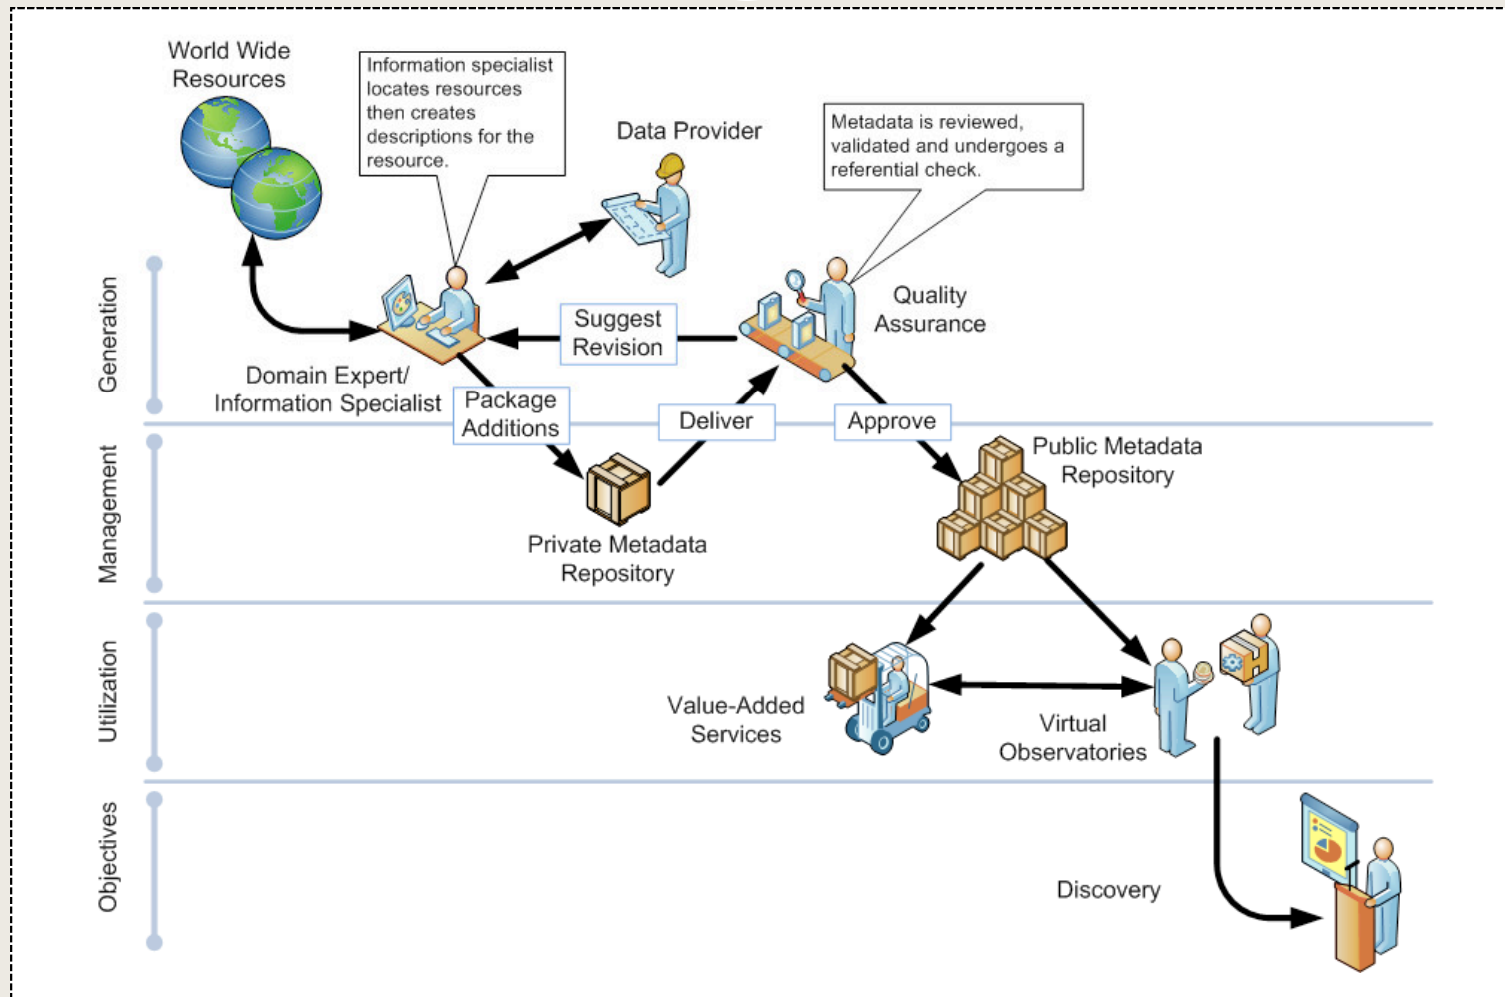 World Wide
Resources
Information specialist
locates resources
then creates
descriptions for the
resource.
Data Provider
Metadata is reviewed,
validated and undergoes a
referential check.
Generation
Suggest
Revision
Quality
Assurance
Domain Expert/
Information Specialist
Package
Additions
Deliver
Approve
Management
Public Metadata
Repository
Private Metadata
Repository
Utilization
Value-Added
Services
Virtual
Observatories
Objectives
Discovery